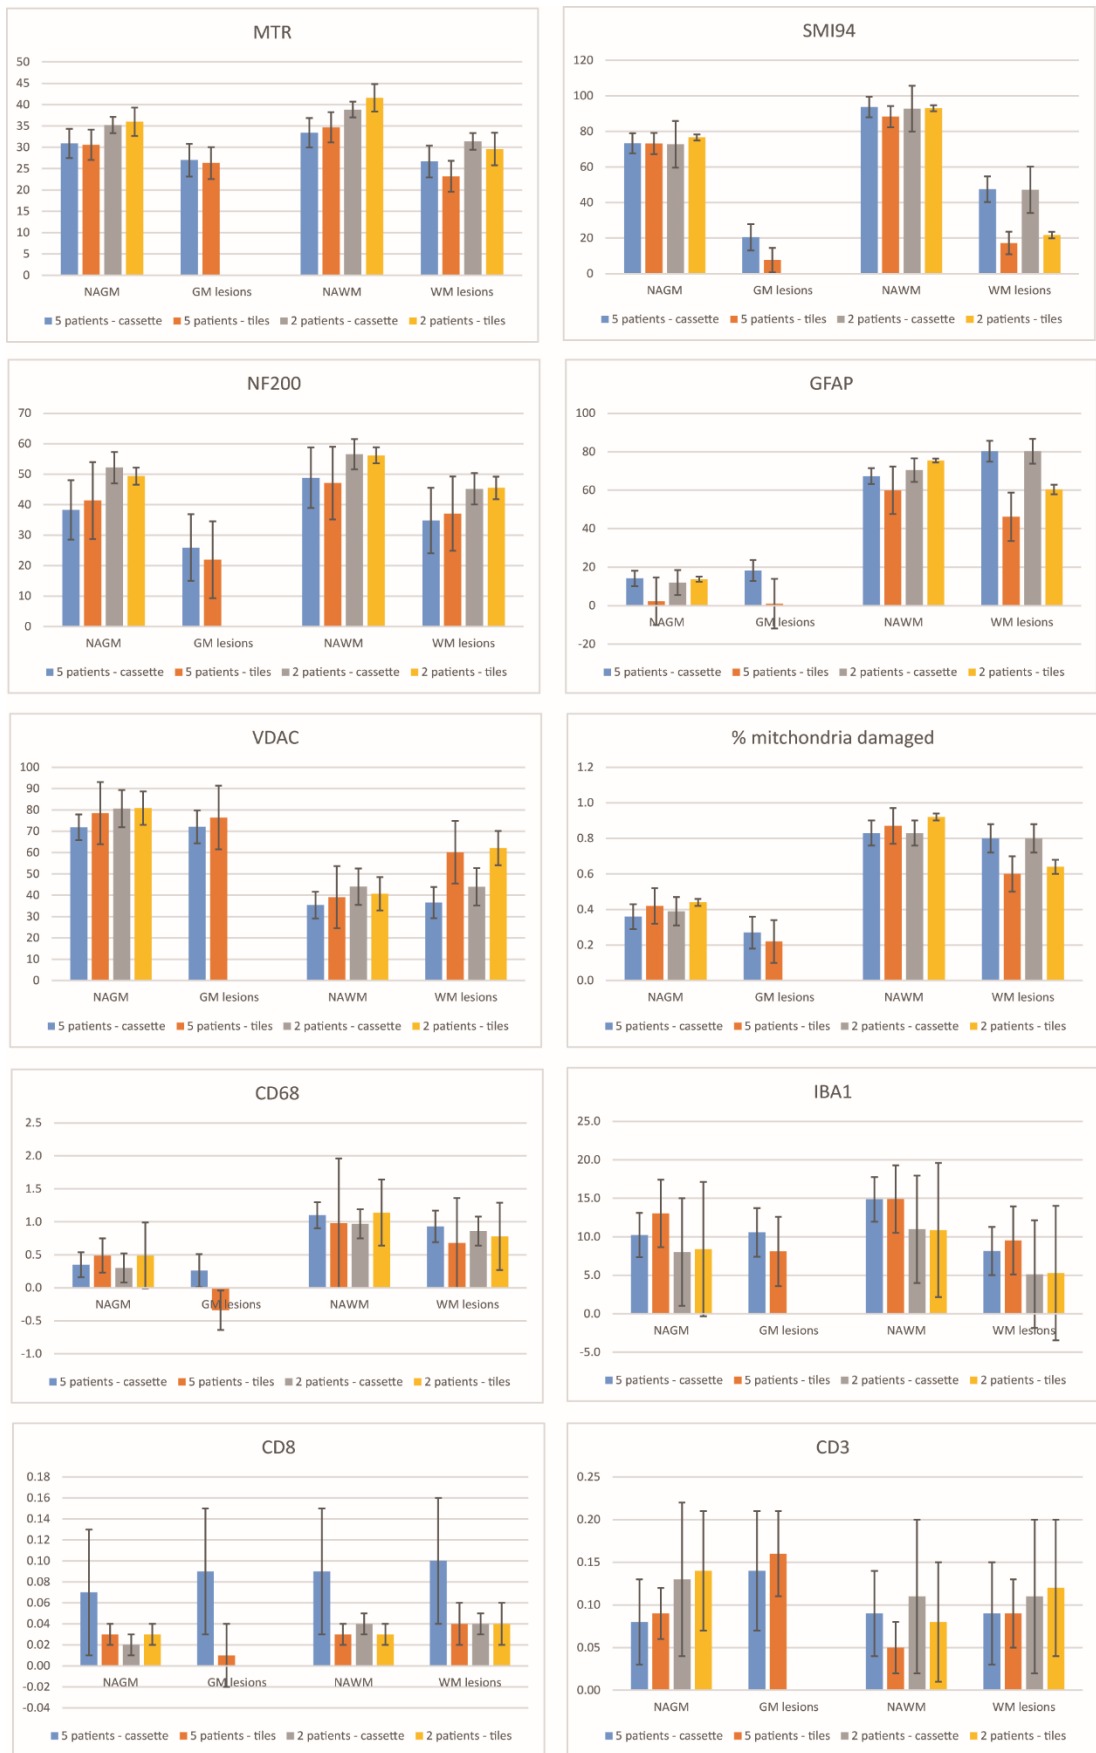 MTR
50
45
40
35
30
25
20
15
10
5
0
NAGM GM lesions NAWM WM lesions
5 patients - cassette 5 patients - tiles 2 patients - cassette 2 patients - tiles
SMI94
120
100
80
60
40
20
0
NAGM GM lesions NAWM WM lesions
5 patients - cassette 5 patients - tiles 2 patients - cassette 2 patients - tiles
NF200
70
60
50
40
30
20
10
0
NAGM GM lesions NAWM WM lesions
5 patients - cassette 5 patients - tiles 2 patients - cassette 2 patients - tiles
GFAP
100
80
60
40
20
0
-20
NAGM GM lesions NAWM WM lesions
5 patients - cassette 5 patients - tiles 2 patients - cassette 2 patients - tiles
VDAC
100
90
80
70
60
50
40
30
20
10
0
NAGM GM lesions NAWM WM lesions
5 patients - cassette 5 patients - tiles 2 patients - cassette 2 patients - tiles
% mitchondria damaged
1.2
1.0
0.8
0.6
0.4
0.2
0.0
NAGM GM lesions NAWM WM lesions
5 patients - cassette 5 patients - tiles 2 patients - cassette 2 patients - tiles
CD68
2.5
2.0
1.5
1.0
0.5
0.0
-0.5
-1.0
NAGM GM lesions NAWM WM lesions
5 patients - cassette 5 patients - tiles 2 patients - cassette 2 patients - tiles
IBA1
25.0
20.0
15.0
10.0
5.0
0.0
-5.0
NAGM GM lesions NAWM WM lesions
5 patients - cassette 5 patients - tiles 2 patients - cassette 2 patients - tiles
CD8
0.18
0.16
0.14
0.12
0.10
0.08
0.06
0.04
0.02
0.00
-0.02
-0.04
NAGM GM lesions NAWM WM lesions
5 patients - cassette 5 patients - tiles 2 patients - cassette 2 patients - tiles
CD3
0.25
0.20
0.15
0.10
0.05
0.00
NAGM GM lesions NAWM WM lesions
5 patients - cassette 5 patients - tiles 2 patients - cassette 2 patients - tiles